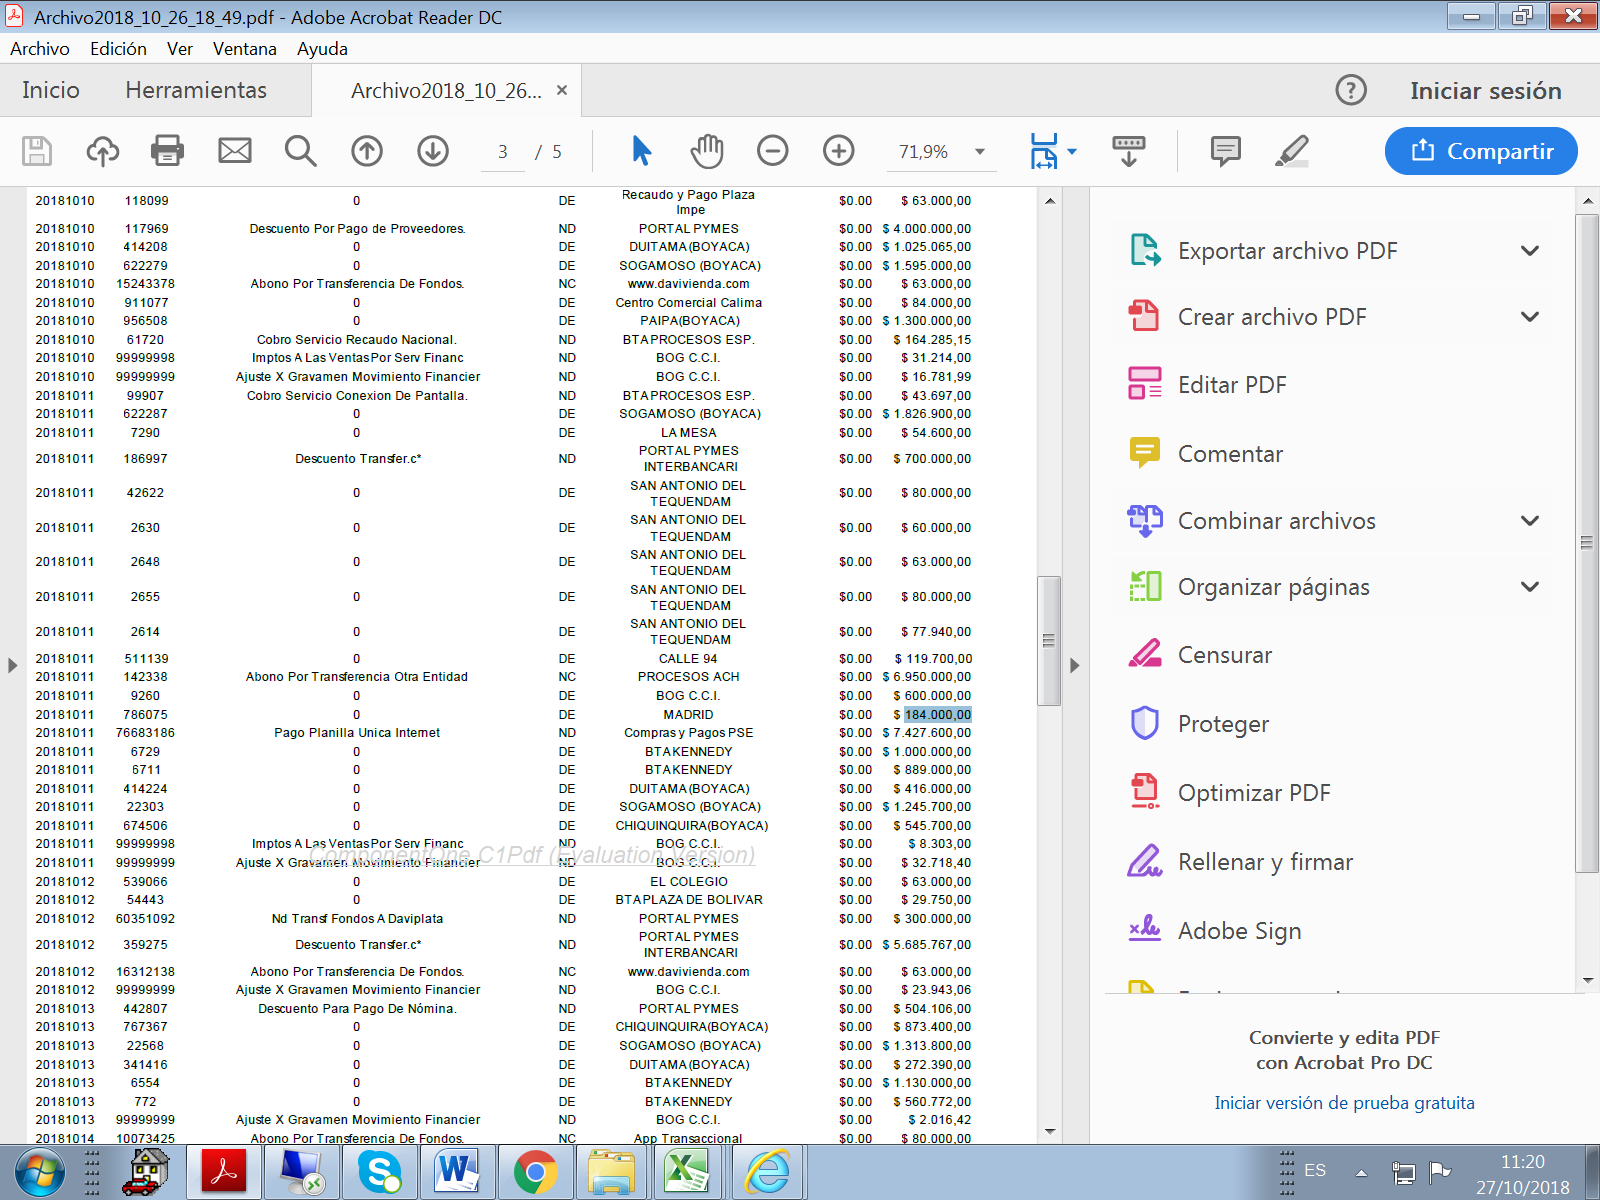 Archivo2018_10_26_18_49.pdf - Adobe Acrobat Reader DC
Archivo Edición Ver Ventana Ayuda
Inicio Herramientas Archivo2018_10_26... × ? Iniciar sesión
3 / 5 71,9% Compartir
20181010 118099 0 DE Recaudo y Pago Plaza Impe $0.00 $ 63.000,00
20181010 117969 Descuento Por Pago de Proveedores. ND PORTAL PYMES $0.00 $ 4.000.000,00
20181010 414208 0 DE DUITAMA (BOYACA) $0.00 $ 1.025.065,00
20181010 622279 0 DE SOGAMOSO (BOYACA) $0.00 $ 1.595.000,00
20181010 15243378 Abono Por Transferencia De Fondos. NC www.davivienda.com $0.00 $ 63.000,00
20181010 911077 0 DE Centro Comercial Calima $0.00 $ 84.000,00
20181010 956508 0 DE PAIPA(BOYACA) $0.00 $ 1.300.000,00
20181010 61720 Cobro Servicio Recaudo Nacional. ND BTA PROCESOS ESP. $0.00 $ 164.285,15
20181010 99999998 Imptos A Las Ventas Por Serv Financ ND BOG C.C.I. $0.00 $ 31.214,00
20181010 99999999 Ajuste X Gravamen Movimiento Financier ND BOG C.C.I. $0.00 $ 16.781,99
20181011 99907 Cobro Servicio Conexion De Pantalla. ND BTA PROCESOS ESP. $0.00 $ 43.697,00
20181011 622287 0 DE SOGAMOSO (BOYACA) $0.00 $ 1.826.900,00
20181011 7290 0 DE LA MESA $0.00 $ 54.600,00
20181011 186997 Descuento Transfer.c* ND PORTAL PYMES INTERBANCARI $0.00 $ 700.000,00
20181011 42622 0 DE SAN ANTONIO DEL TEQUENDAM $0.00 $ 80.000,00
20181011 2630 0 DE SAN ANTONIO DEL TEQUENDAM $0.00 $ 60.000,00
20181011 2648 0 DE SAN ANTONIO DEL TEQUENDAM $0.00 $ 63.000,00
20181011 2655 0 DE SAN ANTONIO DEL TEQUENDAM $0.00 $ 80.000,00
20181011 2614 0 DE SAN ANTONIO DEL TEQUENDAM $0.00 $ 77.940,00
20181011 511139 0 DE CALLE 94 $0.00 $ 119.700,00
20181011 142338 Abono Por Transferencia Otra Entidad NC PROCESOS ACH $0.00 $ 6.950.000,00
20181011 9260 0 DE BOG C.C.I. $0.00 $ 600.000,00
20181011 786075 0 DE MADRID $0.00 $ 184.000,00
20181011 76683186 Pago Planilla Unica Internet ND Compras y Pagos PSE $0.00 $ 7.427.600,00
20181011 6729 0 DE BTA KENNEDY $0.00 $ 1.000.000,00
20181011 6711 0 DE BTA KENNEDY $0.00 $ 889.000,00
20181011 414224 0 DE DUITAMA (BOYACA) $0.00 $ 416.000,00
20181011 22303 0 DE SOGAMOSO (BOYACA) $0.00 $ 1.245.700,00
20181011 674506 0 DE CHIQUINQUIRA(BOYACA) $0.00 $ 545.700,00
20181011 99999998 Imptos A Las Ventas Por Serv Financ ND BOG C.C.I. $0.00 $ 8.303,00
ComponentOne C1Pdf (Evaluation Version)
20181011 99999999 Ajuste X Gravamen Movimiento Financier ND BOG C.C.I. $0.00 $ 32.718,40
20181012 539066 0 DE EL COLEGIO $0.00 $ 63.000,00
20181012 54443 0 DE BTA PLAZA DE BOLIVAR $0.00 $ 29.750,00
20181012 60351092 Nd Transf Fondos A Daviplata ND PORTAL PYMES $0.00 $ 300.000,00
20181012 359275 Descuento Transfer.c* ND PORTAL PYMES INTERBANCARI $0.00 $ 5.685.767,00
20181012 16312138 Abono Por Transferencia De Fondos. NC www.davivienda.com $0.00 $ 63.000,00
20181012 99999999 Ajuste X Gravamen Movimiento Financier ND BOG C.C.I. $0.00 $ 23.943,06
20181013 442807 Descuento Para Pago De Nómina. ND PORTAL PYMES $0.00 $ 504.106,00
20181013 767367 0 DE CHIQUINQUIRA(BOYACA) $0.00 $ 873.400,00
20181013 22568 0 DE SOGAMOSO (BOYACA) $0.00 $ 1.313.800,00
20181013 341416 0 DE DUITAMA (BOYACA) $0.00 $ 272.390,00
20181013 6554 0 DE BTA KENNEDY $0.00 $ 1.130.000,00
20181013 772 0 DE BTA KENNEDY $0.00 $ 560.772,00
20181013 99999999 Ajuste X Gravamen Movimiento Financier ND BOG C.C.I. $0.00 $ 2.016,42
20181014 10073425 Abono Por Transferencia De Fondos. NC App Transaccional $0.00 $ 80.000,00
Exportar archivo PDF
Crear archivo PDF
Editar PDF
Comentar
Combinar archivos
Organizar páginas
Censurar
Proteger
Optimizar PDF
Rellenar y firmar
Adobe Sign
Convierte y edita PDF
con Acrobat Pro DC
Iniciar versión de prueba gratuita
ES 11:20
27/10/2018